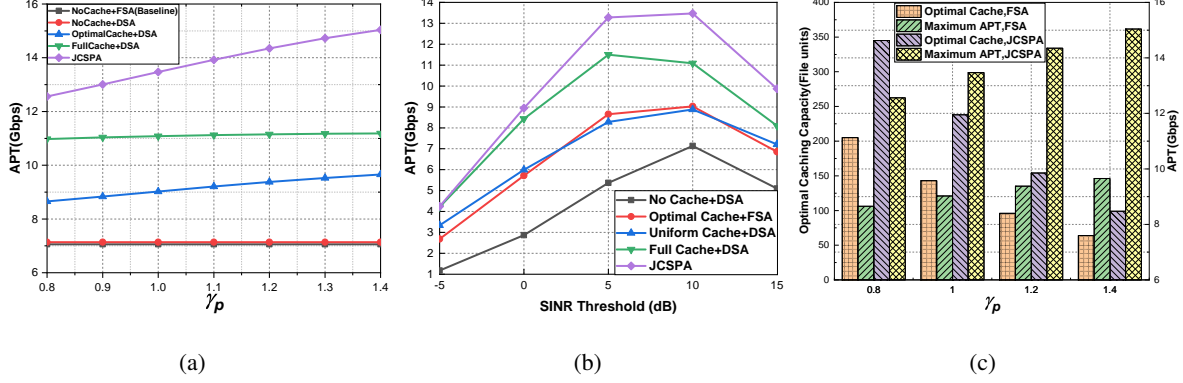 16
15
14
12
10
8
6
APT(Gbps)
NoCache+FSA(Baseline)
NoCache+DSA
OptimalCache+DSA
FullCache+DSA
JCSPA
0.8 0.9 1.0 1.1 1.2 1.3 1.4
γp
(a)
14
13
12
11
10
9
8
7
6
5
4
3
2
1
APT(Gbps)
No Cache+DSA
Optimal Cache+FSA
Uniform Cache+DSA
Full Cache+DSA
JCSPA
-5 0 5 10 15
SINR Threshold (dB)
(b)
400
350
300
250
200
150
100
50
0
Optimal Caching Capacity(File units)
Optimal Cache,FSA
Maximum APT,FSA
Optimal Cache,JCSPA
Maximum APT,JCSPA
16
14
12
10
8
6
APT(Gbps)
0.8 1 1.2 1.4
γp
(c)